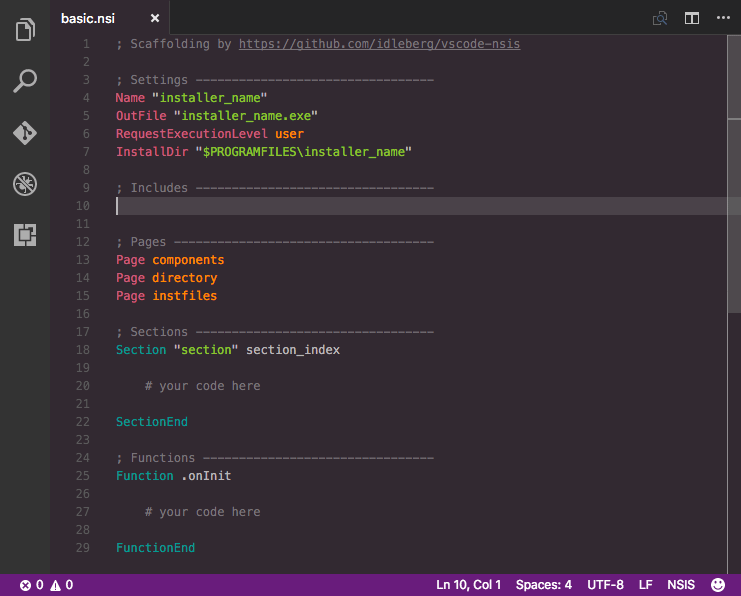 basic.nsi ×
1 ; Scaffolding by https://github.com/idleberg/vscode-nsis
2
3 ; Settings ---------------------------------
4 Name "installer_name"
5 OutFile "installer_name.exe"
6 RequestExecutionLevel user
7 InstallDir "$PROGRAMFILES\installer_name"
8
9 ; Includes ---------------------------------
10
11
12 ; Pages ------------------------------------
13 Page components
14 Page directory
15 Page instfiles
16
17 ; Sections ---------------------------------
18 Section "section" section_index
19
20     # your code here
21
22 SectionEnd
23
24 ; Functions --------------------------------
25 Function .onInit
26
27     # your code here
28
29 FunctionEnd
0 0 Ln 10, Col 1 Spaces: 4 UTF-8 LF NSIS